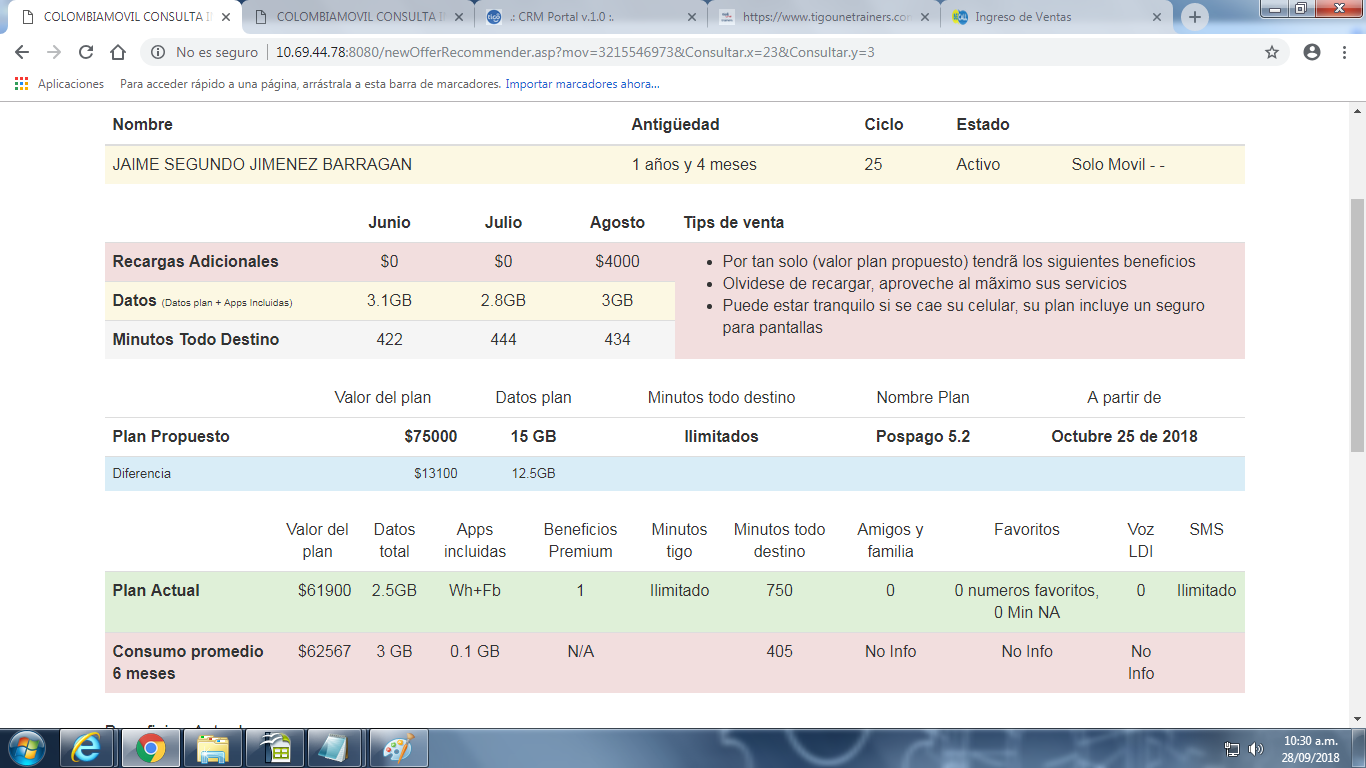 COLOMBIAMOVIL CONSULTA I
COLOMBIAMOVIL CONSULTA I
.: CRM Portal v.1.0 :.
https://www.tigounetrainers.com
Ingreso de Ventas
No es seguro | 10.69.44.78:8080/newOfferRecommender.asp?mov=3215546973&Consultar.x=23&Consultar.y=3
Aplicaciones Para acceder rápido a una página, arrástrala a esta barra de marcadores. Importar marcadores ahora...
Nombre Antigüedad Ciclo Estado
JAIME SEGUNDO JIMENEZ BARRAGAN 1 años y 4 meses 25 Activo Solo Movil - -
Junio Julio Agosto Tips de venta
Recargas Adicionales $0 $0 $4000
Datos (Datos plan + Apps Incluidas) 3.1GB 2.8GB 3GB
Minutos Todo Destino 422 444 434
• Por tan solo (valor plan propuesto) tendrã los siguientes beneficios
• Olvidese de recargar, aproveche al mãximo sus servicios
• Puede estar tranquilo si se cae su celular, su plan incluye un seguro
para pantallas
Valor del plan Datos plan Minutos todo destino Nombre Plan A partir de
Plan Propuesto $75000 15 GB Ilimitados Pospago 5.2 Octubre 25 de 2018
Diferencia $13100 12.5GB
Valor del Datos Apps Beneficios Minutos Minutos todo Amigos y Favoritos Voz SMS
plan total incluidas Premium tigo destino familia LDI
Plan Actual $61900 2.5GB Wh+Fb 1 Ilimitado 750 0 0 numeros favoritos, 0 Ilimitado
0 Min NA
Consumo promedio $62567 3 GB 0.1 GB N/A 405 No Info No Info No
6 meses Info
10:30 a.m.
28/09/2018